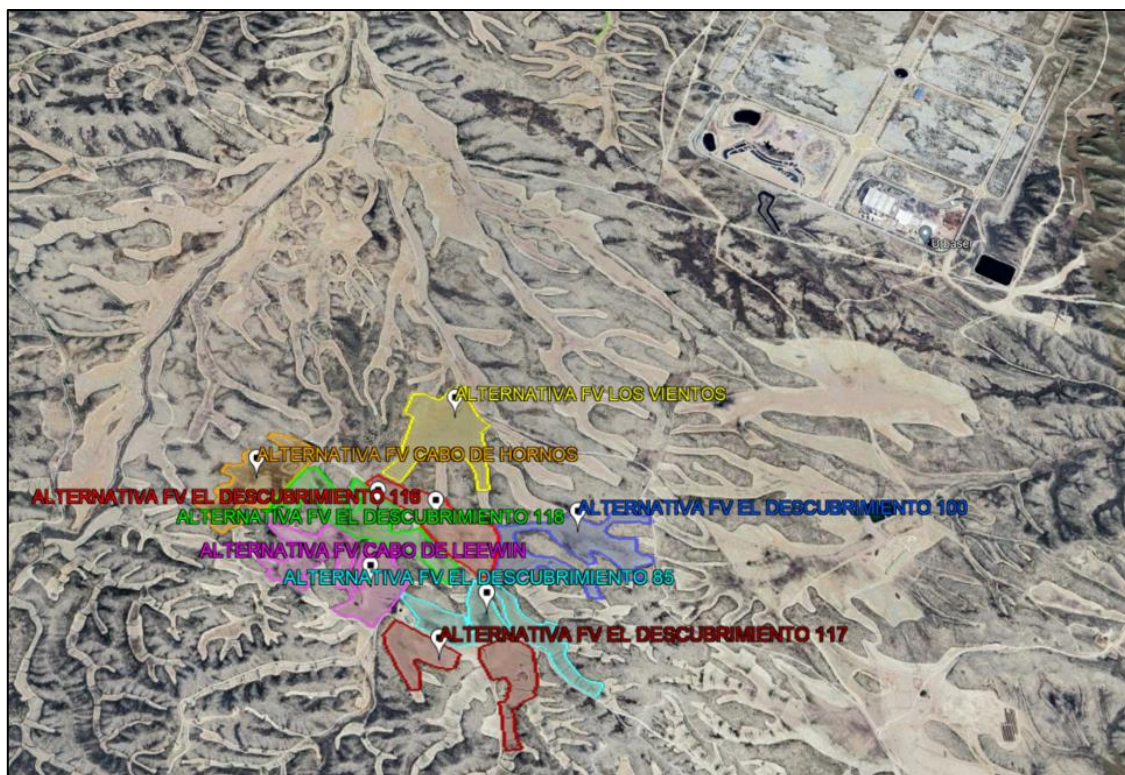 Urbaser
ALTERNATIVA FV LOS VIENTOS
ALTERNATIVA FV CABO DE HORNOS
ALTERNATIVA FV EL DESCUBRIMIENTO 116
ALTERNATIVA FV EL DESCUBRIMIENTO 100
ALTERNATIVA FV EL DESCUBRIMIENTO 118
ALTERNATIVA FV CABO DE LEEWIN
ALTERNATIVA FV EL DESCUBRIMIENTO 85
ALTERNATIVA FV EL DESCUBRIMIENTO 117